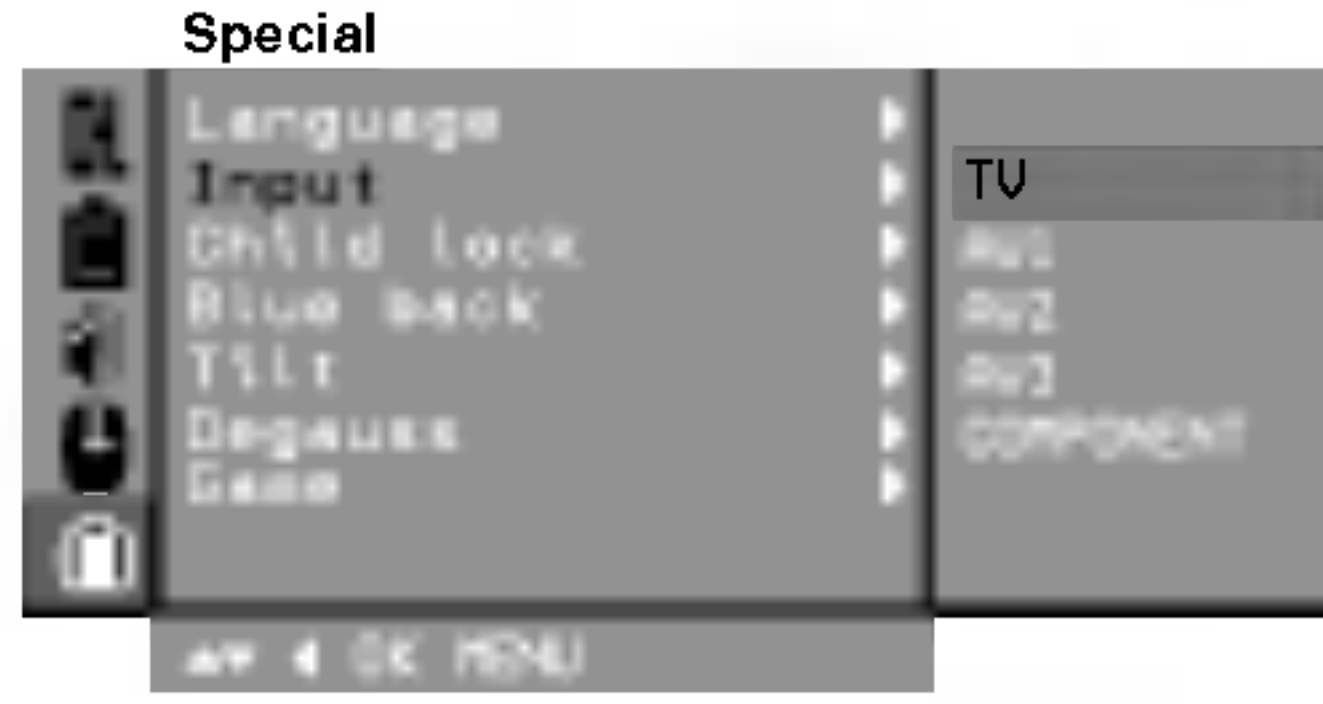 Special
Language
Input
Child lock
Blue back
Tilt
Degauss
Game
TV
AV1
AV2
AV3
COMPONENT
OK MENU